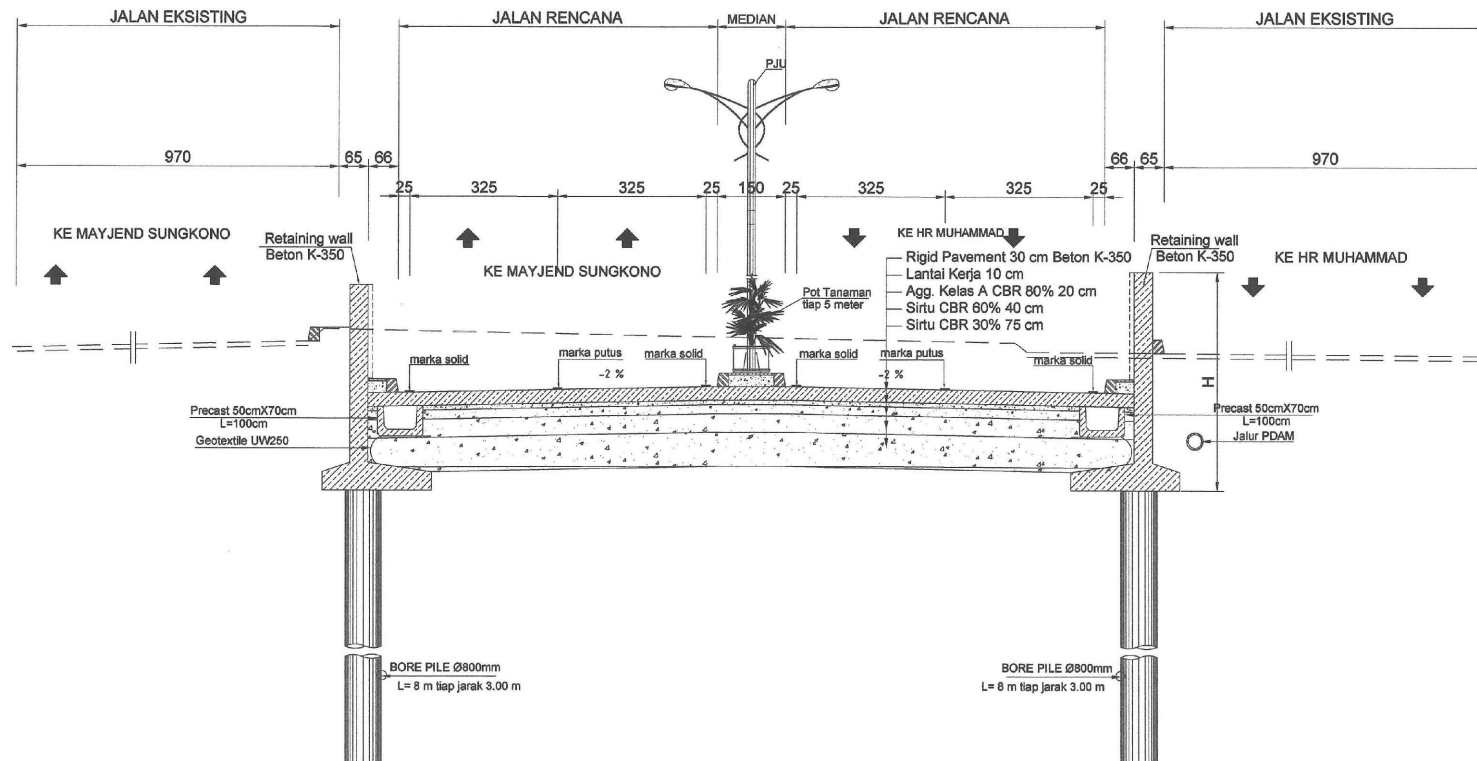 JALAN EKSISTING
JALAN RENCANA
MEDIAN
JALAN RENCANA
JALAN EKSISTING
PJU
970
65
66
66
65
970
25
325
325
25
150
25
325
325
25
KE MAYJEND SUNGKONO
Retaining wall
Beton K-350
KE MAYJEND SUNGKONO
KE HR MUHAMMAD
Retaining wall
Beton K-350
KE HR MUHAMMAD
Rigid Pavement 30 cm Beton K-350
Lantai Kerja 10 cm
Agg. Kelas A CBR 80% 20 cm
Sirtu CBR 60% 40 cm
Sirtu CBR 30% 75 cm
Pot Tanaman
tiap 5 meter
marka solid
marka putus
marka solid
marka solid
marka putus
marka solid
-2 %
-2 %
H
Precast 50cmX70cm
L=100cm
Geotextile UW250
Precast 50cmX70cm
L=100cm
Jalur PDAM
BORE PILE Ø800mm
L= 8 m tiap jarak 3.00 m
BORE PILE Ø800mm
L= 8 m tiap jarak 3.00 m